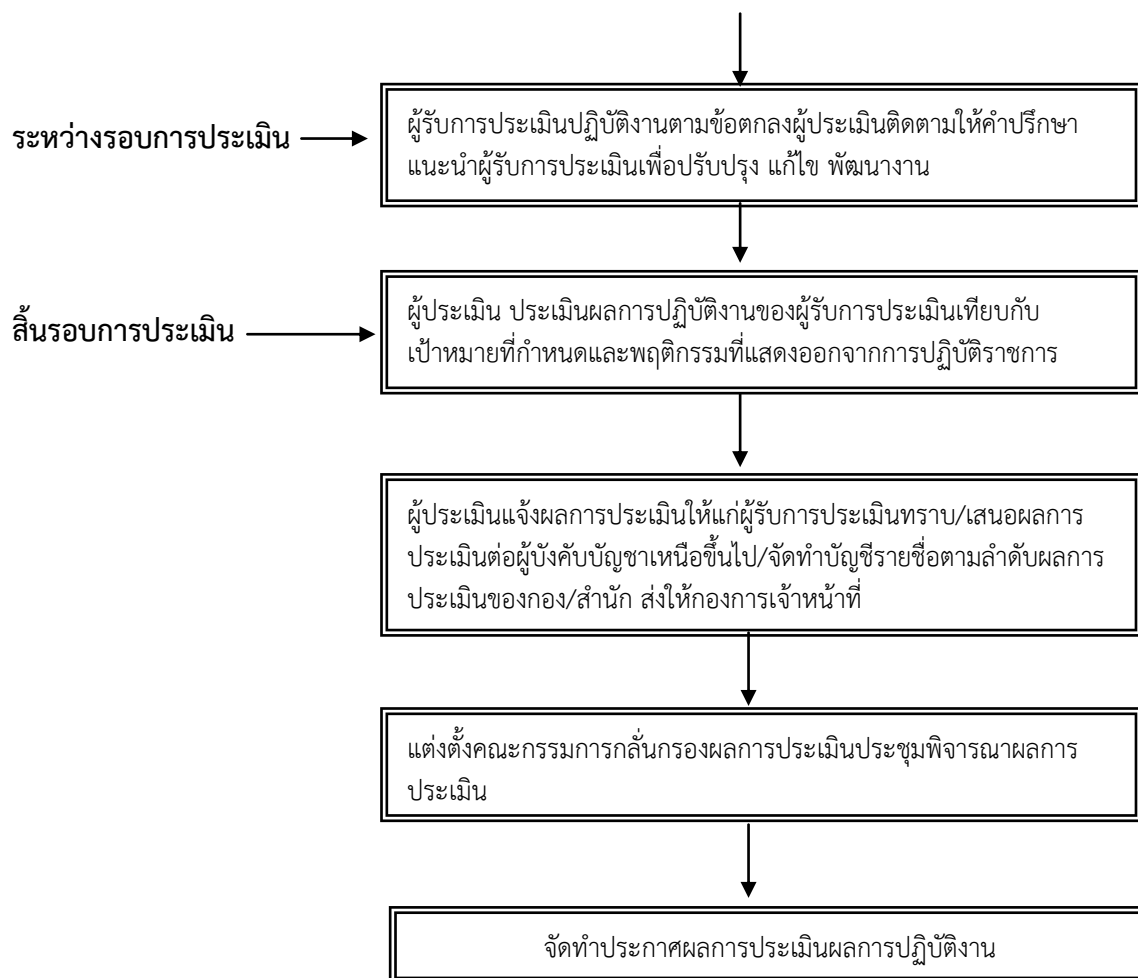 ระหว่างรอบการประเมิน
ผู้รับการประเมินปฏิบัติงานตามข้อตกลงผู้ประเมินติดตามให้คำปรึกษา
แนะนำผู้รับการประเมินเพื่อปรับปรุง แก้ไข พัฒนางาน
สิ้นรอบการประเมิน
ผู้ประเมิน ประเมินผลการปฏิบัติงานของผู้รับการประเมินเทียบกับ
เป้าหมายที่กำหนดและพฤติกรรมที่แสดงออกจากการปฏิบัติราชการ
ผู้ประเมินแจ้งผลการประเมินให้แก่ผู้รับการประเมินทราบ/เสนอผลการ
ประเมินต่อผู้บังคับบัญชาเหนือขึ้นไป/จัดทำบัญชีรายชื่อตามลำดับผลการ
ประเมินของกอง/สำนัก ส่งให้กองการเจ้าหน้าที่
แต่งตั้งคณะกรรมการกลั่นกรองผลการประเมินประชุมพิจารณาผลการ
ประเมิน
จัดทำประกาศผลการประเมินผลการปฏิบัติงาน